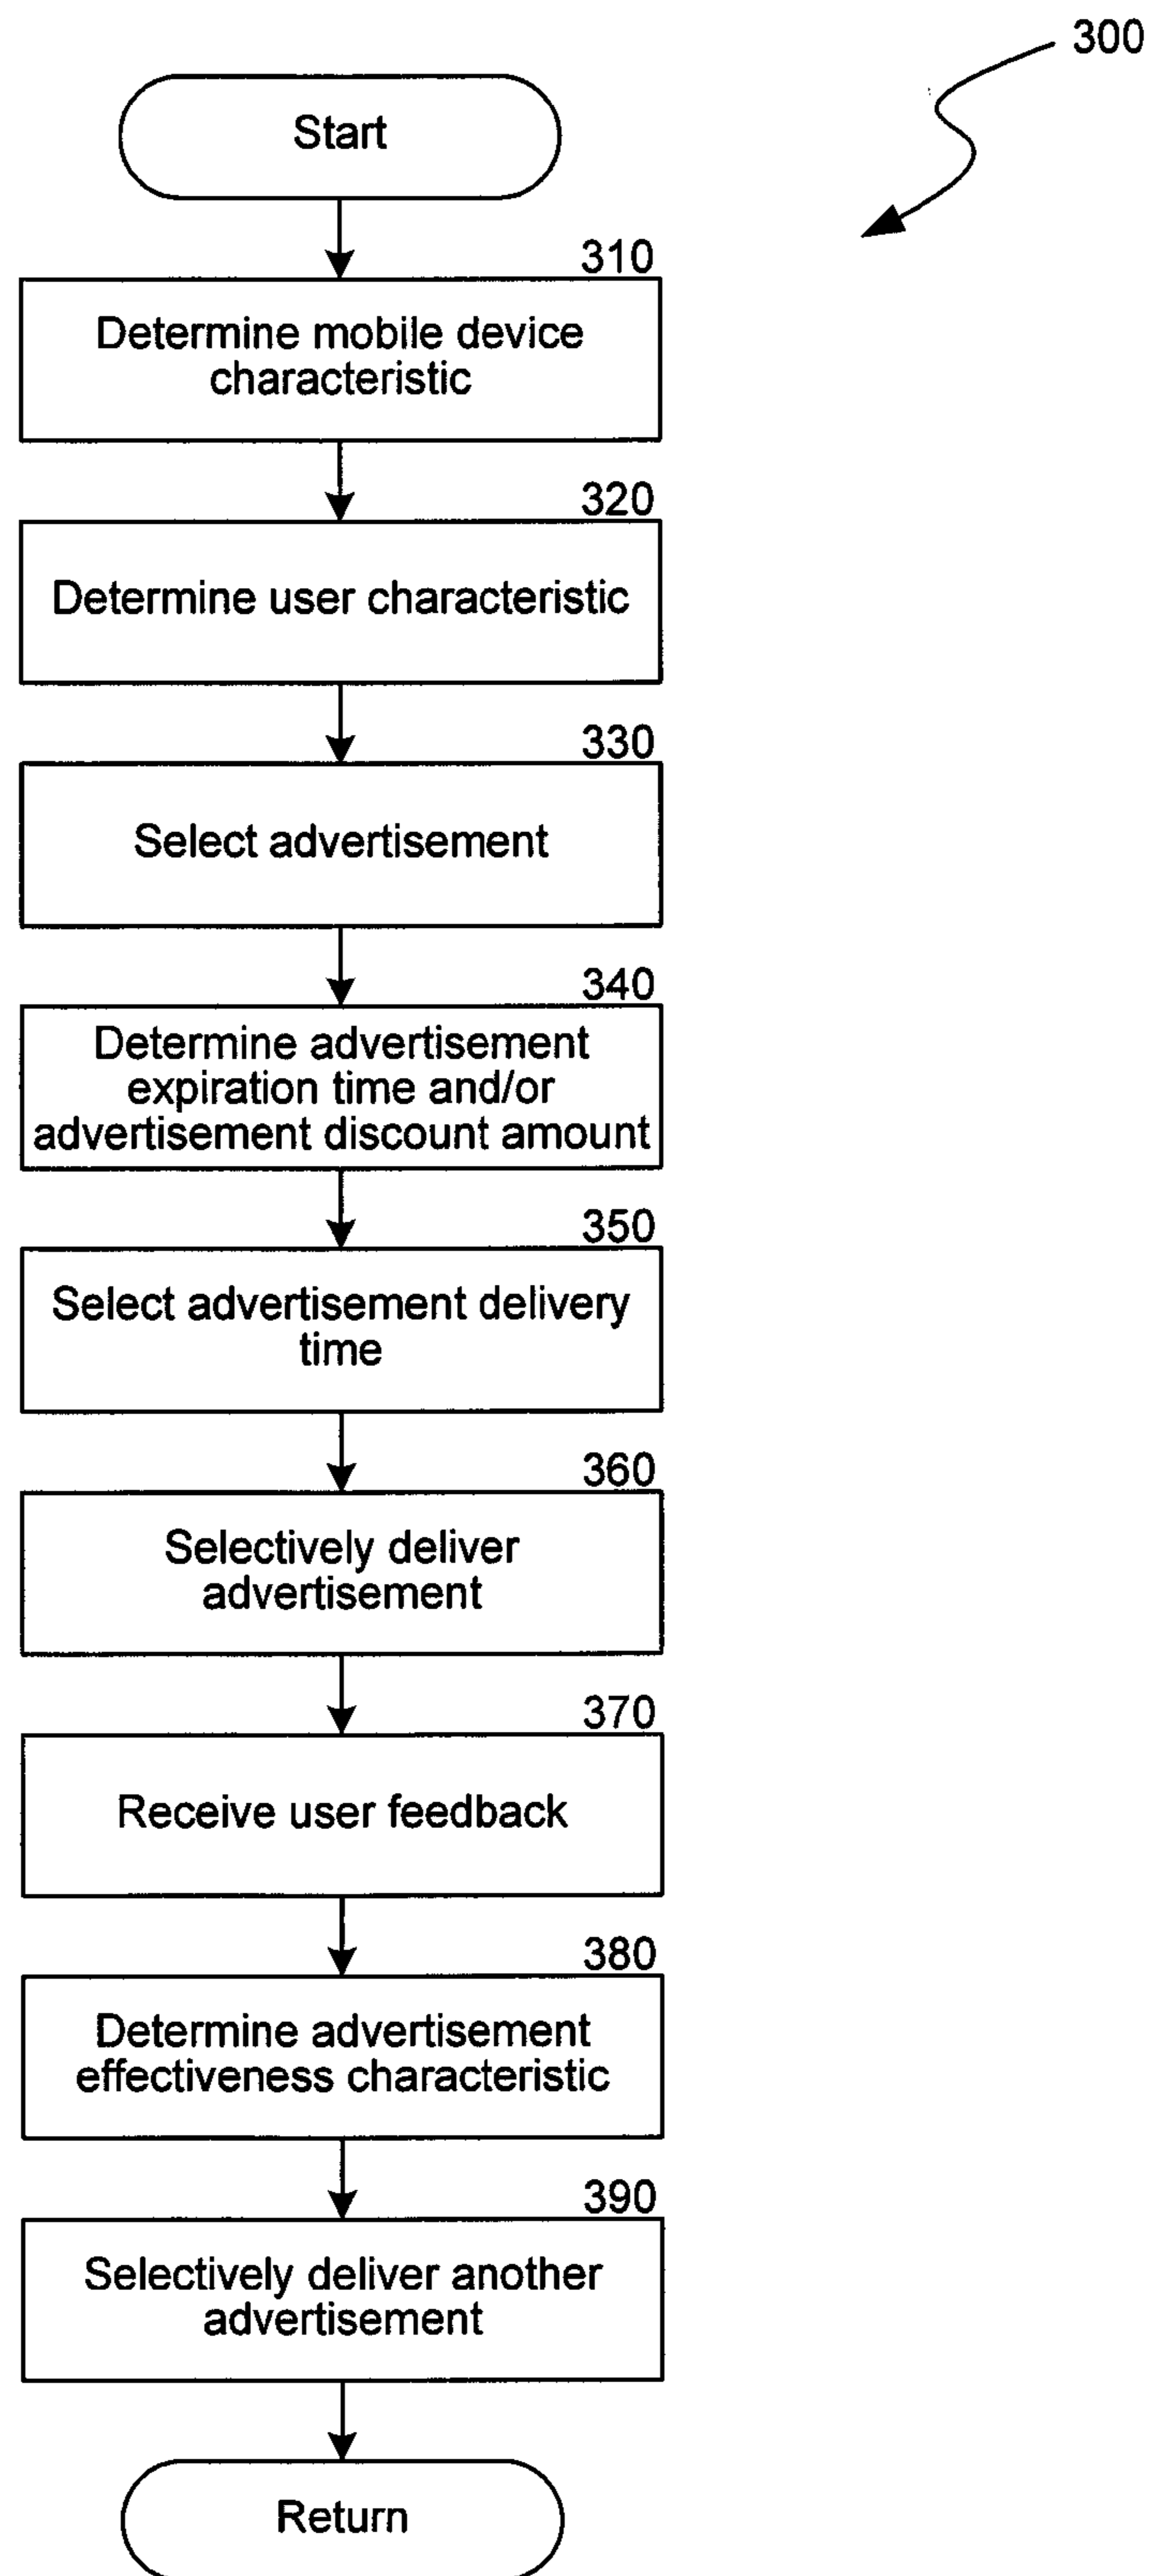 300
Start
310
Determine mobile device
characteristic
320
Determine user characteristic
330
Select advertisement
340
Determine advertisement
expiration time and/or
advertisement discount amount
350
Select advertisement delivery
time
360
Selectively deliver
advertisement
370
Receive user feedback
380
Determine advertisement
effectiveness characteristic
390
Selectively deliver another
advertisement
Return